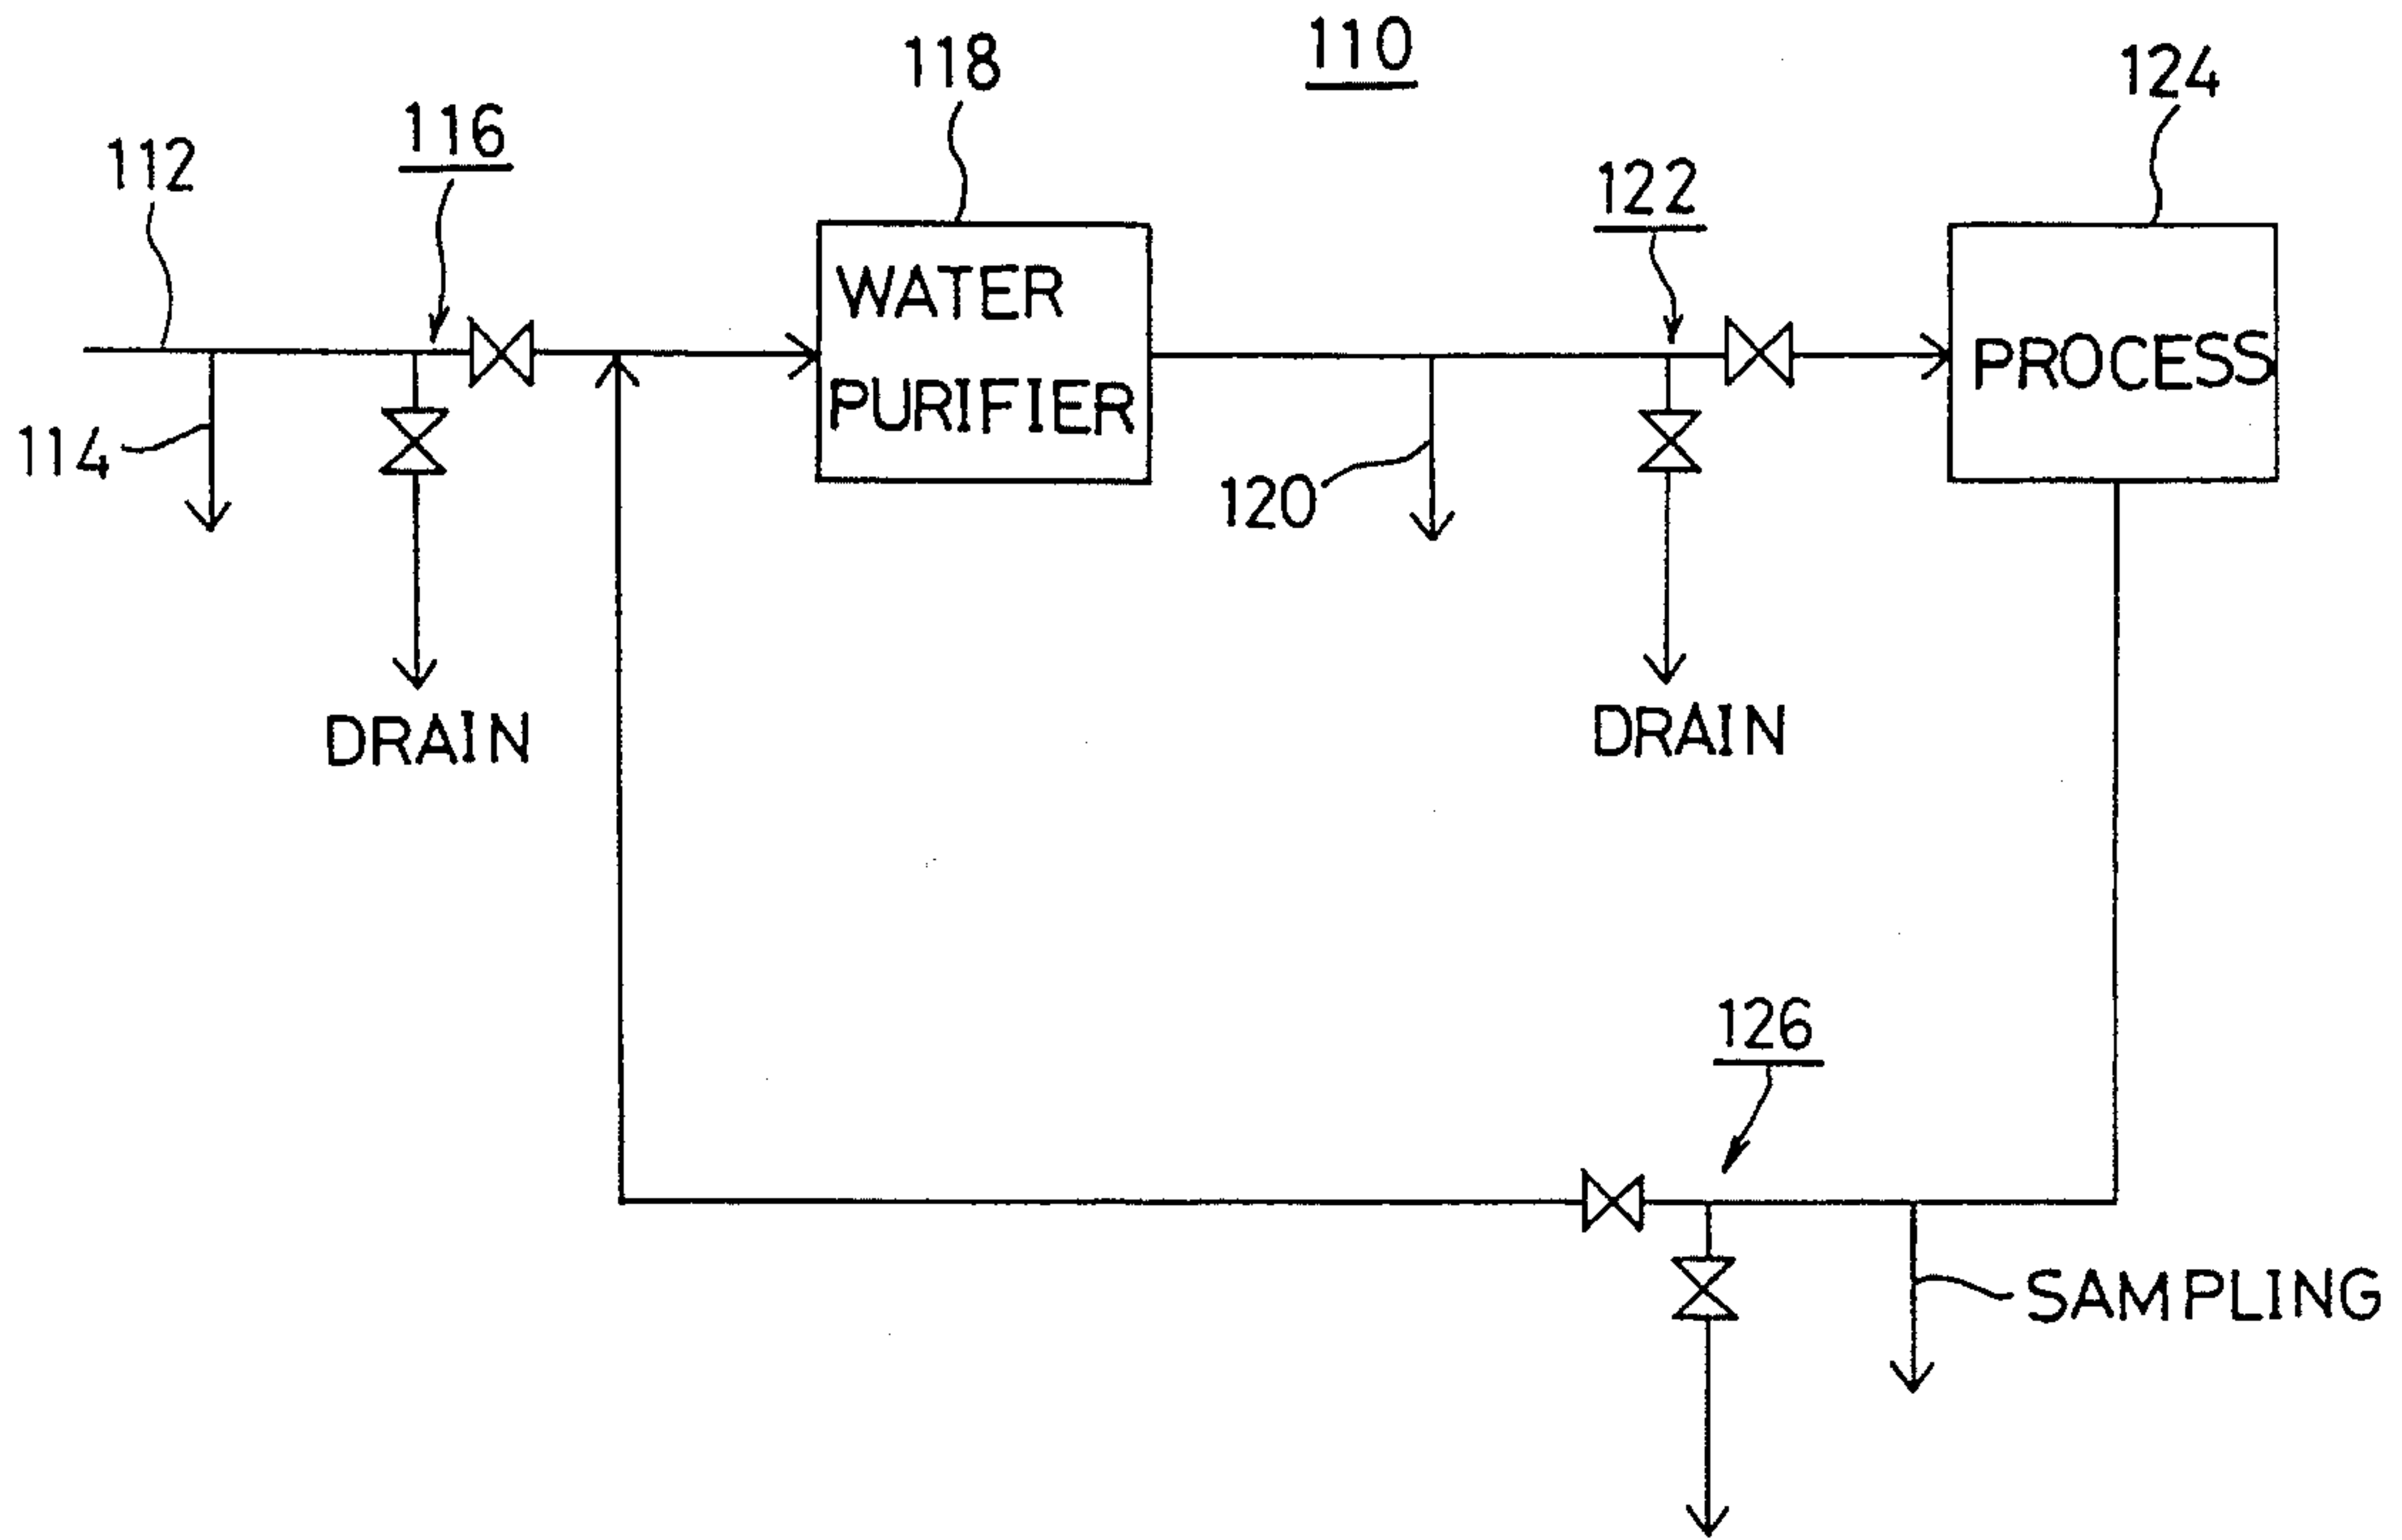 110
118
124
116
112
122
WATER
PURIFIER
PROCESS
114
120
DRAIN
DRAIN
126
SAMPLING